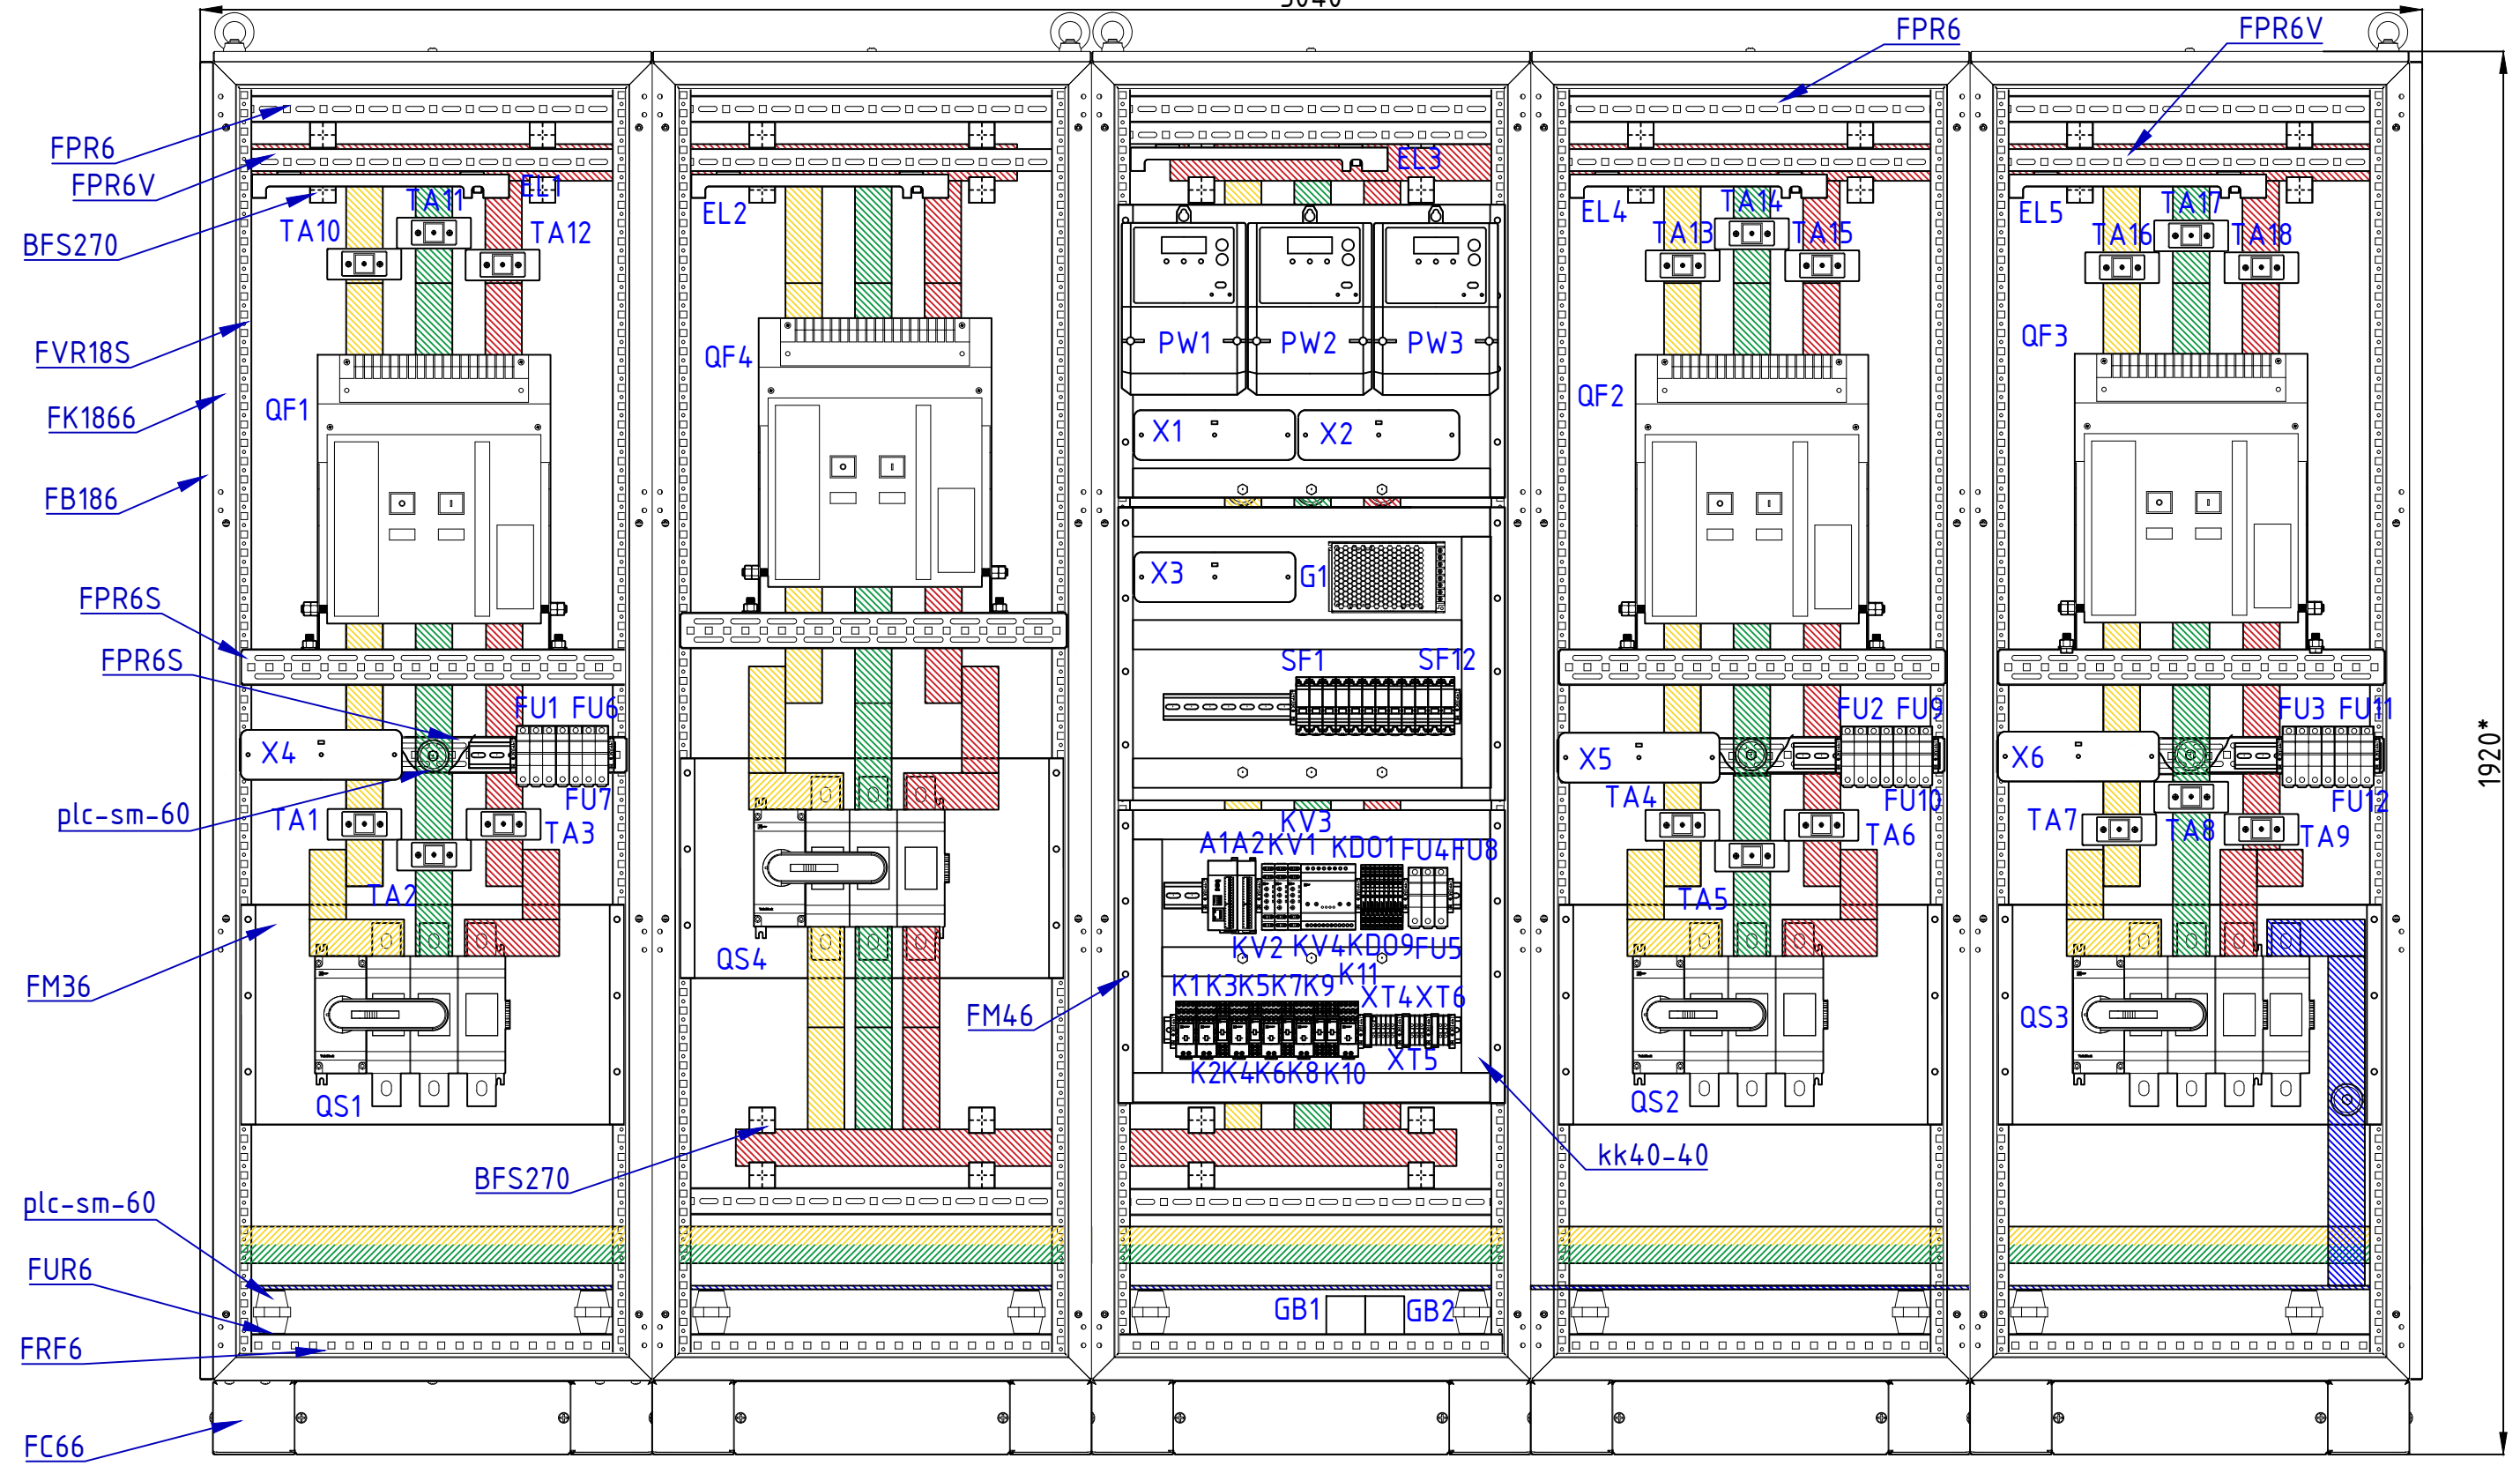 3040
FPR6
FPR6V
FPR6
FPR6V
BFS270
FVR18S
FK1866
FB186
FPR6S
FPR6S
plc-sm-60
FM36
plc-sm-60
FUR6
FRF6
FC66
TA10
TA11
EL1
TA12
QF1
X4
FU1 FU6
FU7
TA1
TA3
TA2
QS1
EL2
QF4
QS4
BFS270
EL3
PW1
PW2
PW3
X1
X2
X3
G1
SF1
SF12
KV3
A1A2KV1 KDO1 FU4FU8
KV2 KV4KDO9FU5
K11
K1K3K5K7K9
XT4XT6
XT5
K2K4K6K8K10
FM46
kk40-40
GB1
GB2
EL4
TA13
TA14
TA15
QF2
X5
FU2 FU9
FU10
TA4
TA6
TA5
QS2
EL5
TA16
TA17
TA18
QF3
X6
FU3 FU11
FU12
TA7
TA8
TA9
QS3
1920*